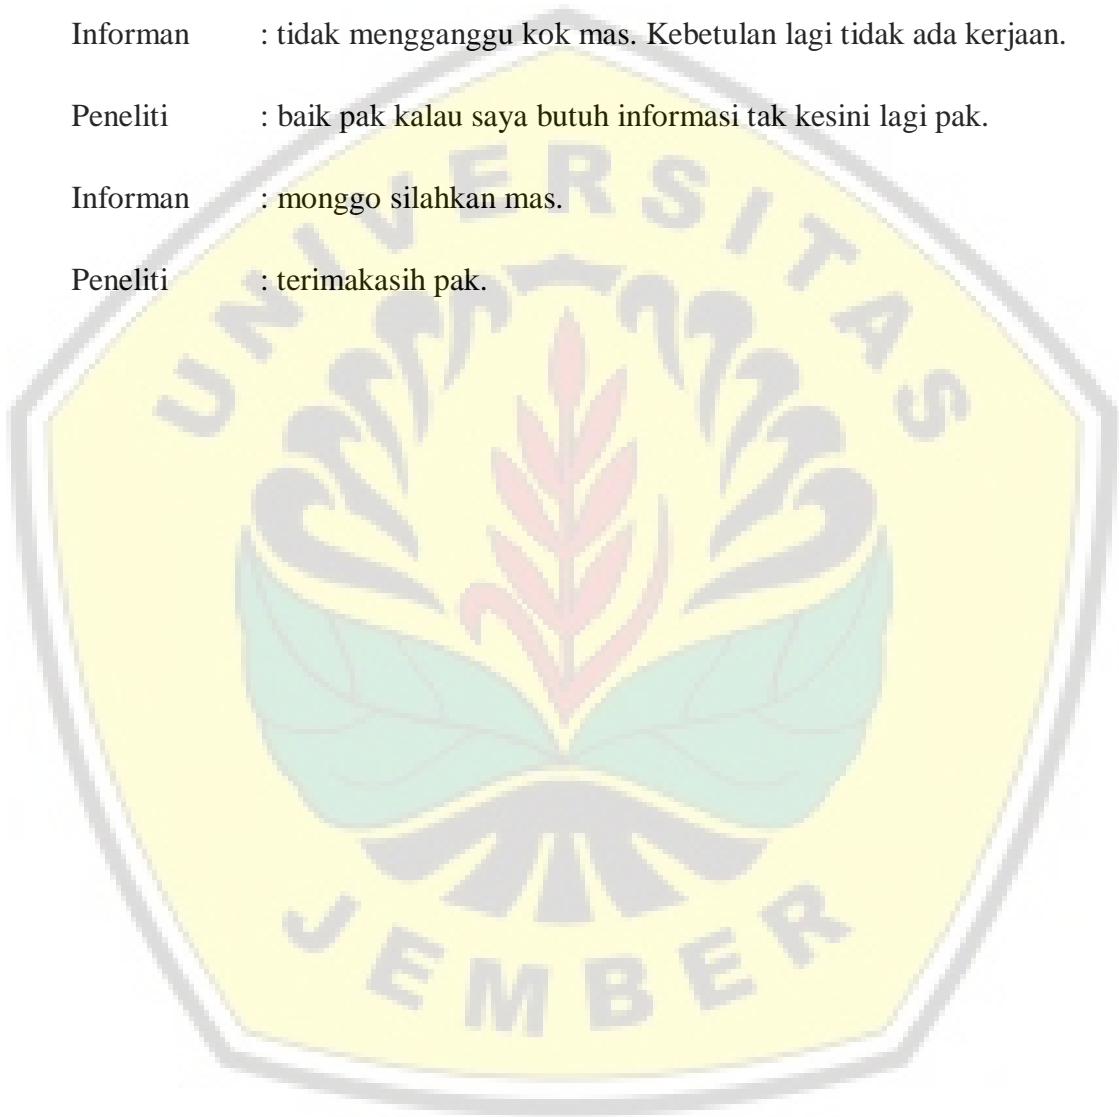 Informan : tidak mengganggu kok mas. Kebetulan lagi tidak ada kerjaan.
Peneliti : baik pak kalau saya butuh informasi tak kesini lagi pak.
Informan : monggo silahkan mas.
Peneliti : terimakasih pak.
UNIVERSITAS
JEMBER